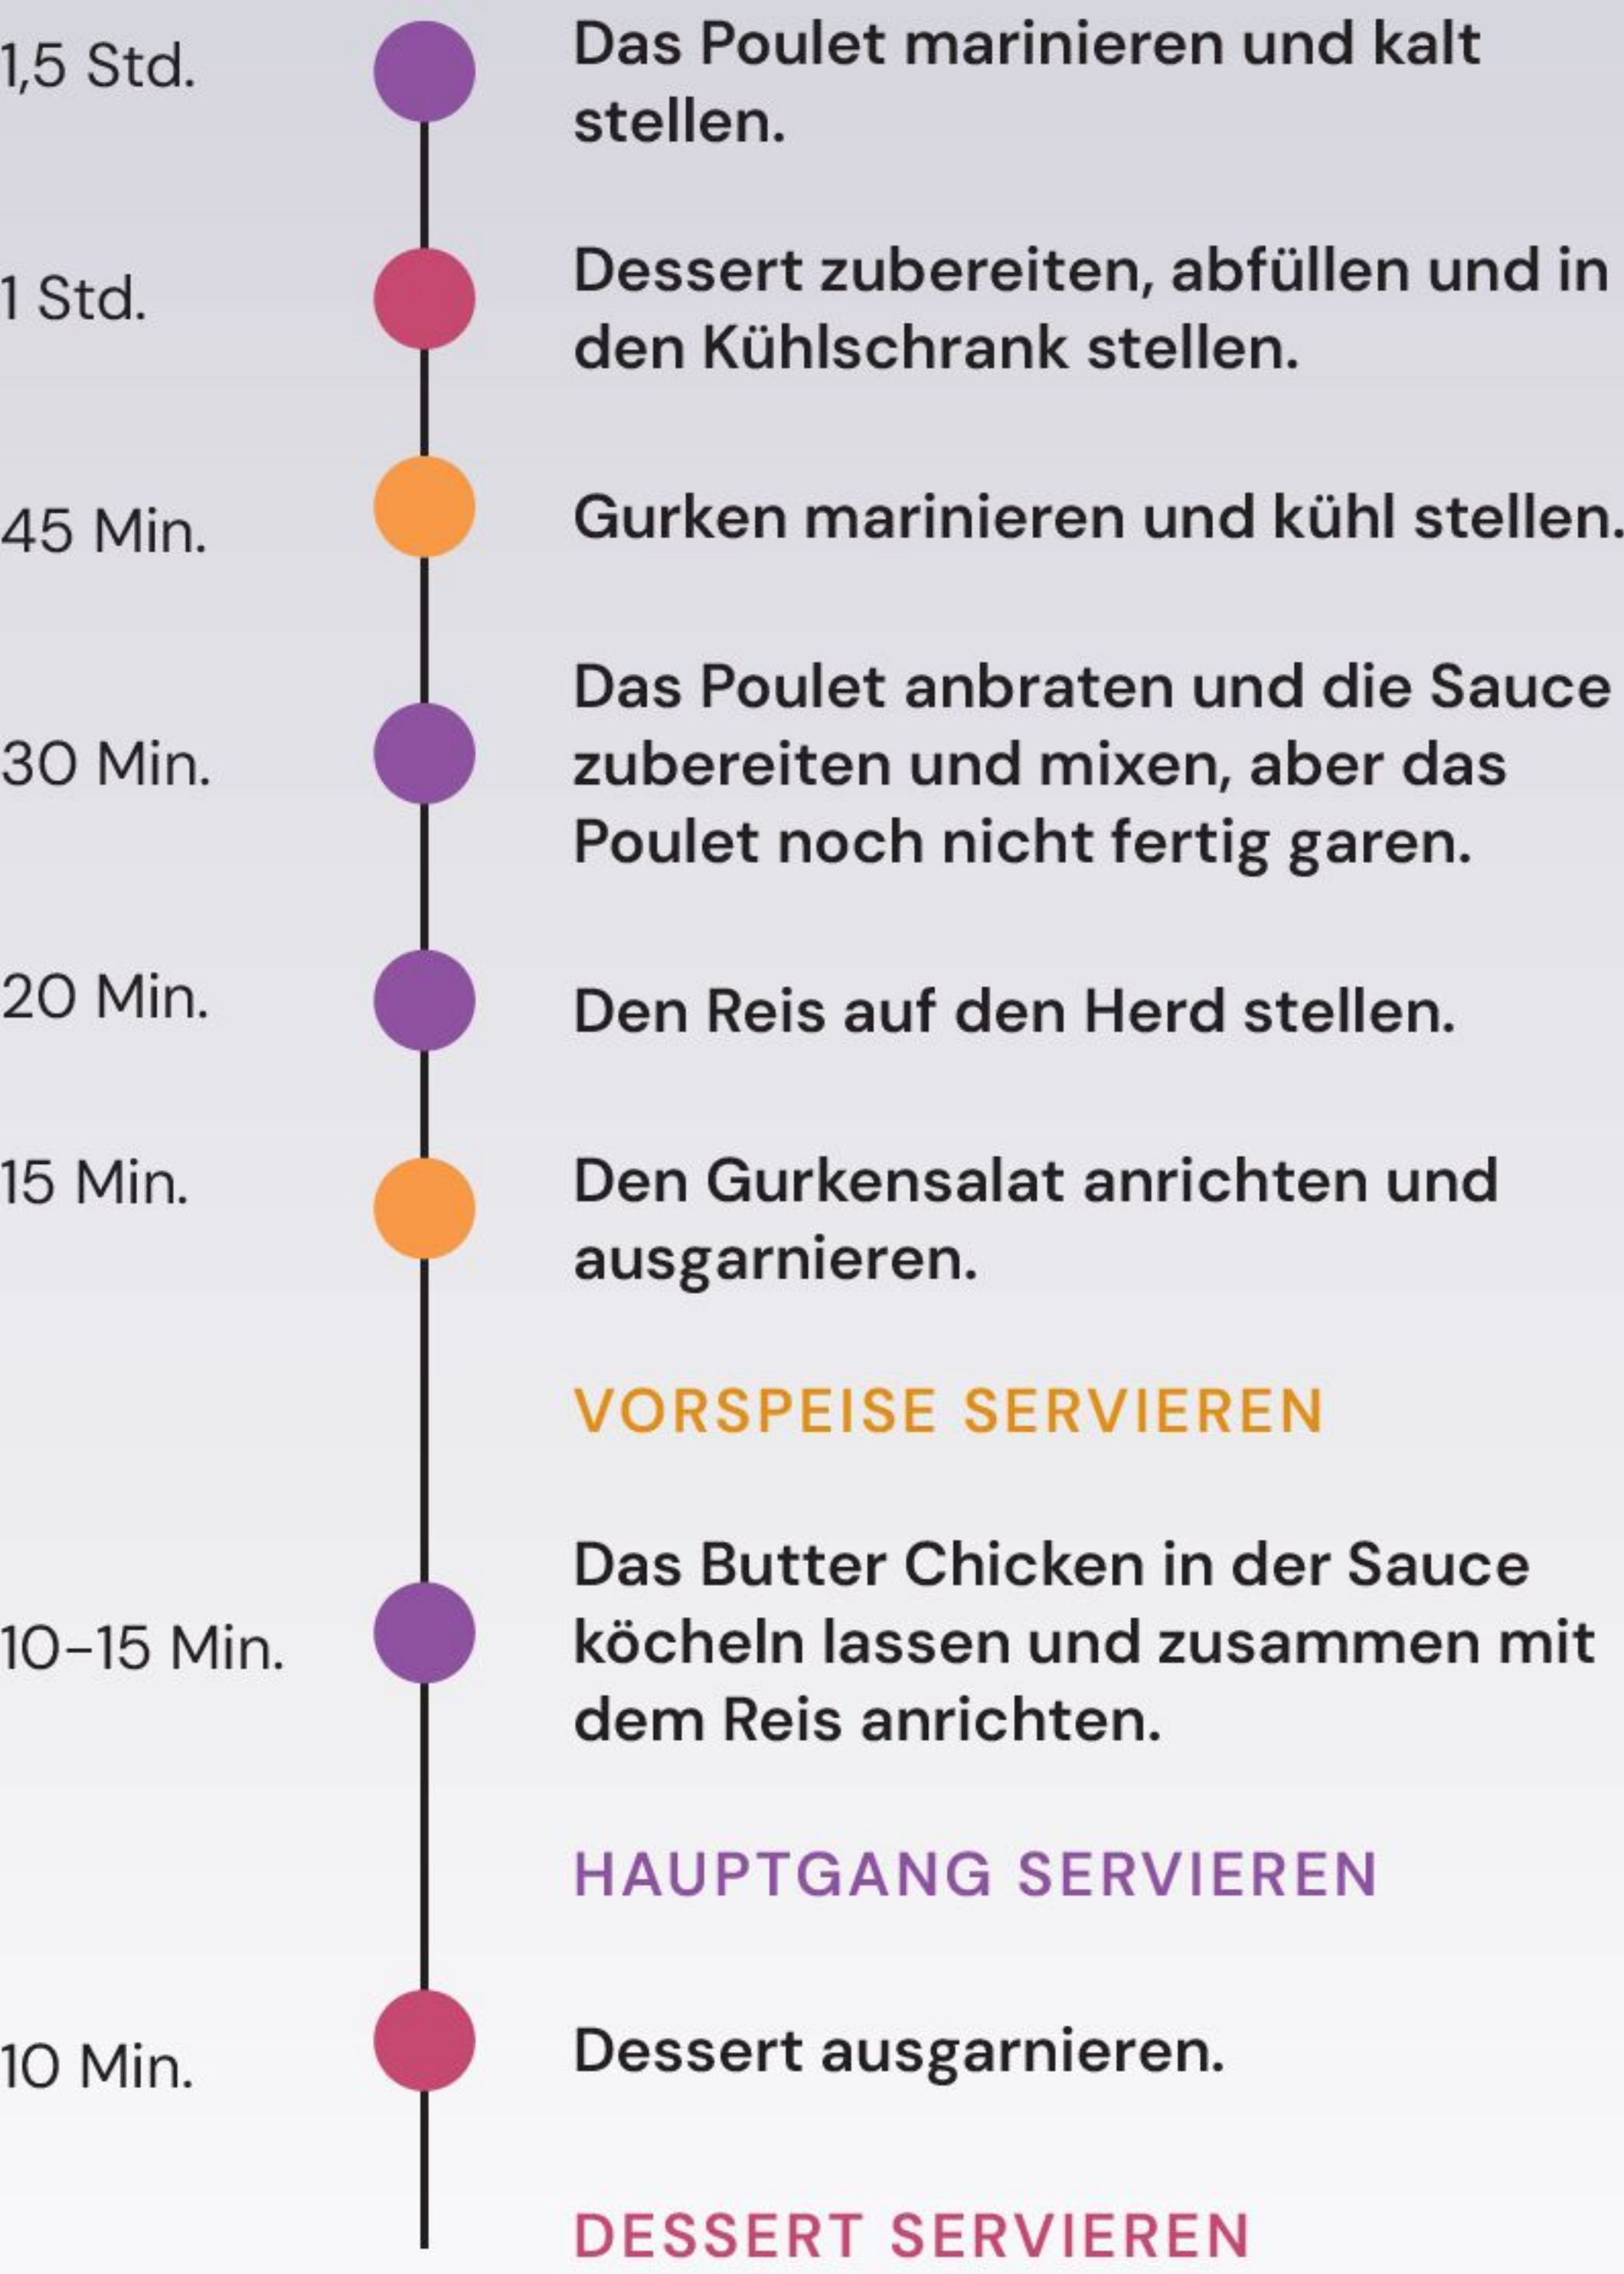 1,5 Std.
Das Poulet marinieren und kalt
stellen.
1 Std.
Dessert zubereiten, abfüllen und in
den Kühlschrank stellen.
45 Min.
Gurken marinieren und kühl stellen.
30 Min.
Das Poulet anbraten und die Sauce
zubereiten und mixen, aber das
Poulet noch nicht fertig garen.
20 Min.
Den Reis auf den Herd stellen.
15 Min.
Den Gurkensalat anrichten und
ausgarnieren.
VORSPEISE SERVIEREN
10-15 Min.
Das Butter Chicken in der Sauce
köcheln lassen und zusammen mit
dem Reis anrichten.
HAUPTGANG SERVIEREN
10 Min.
Dessert ausgarnieren.
DESSERT SERVIEREN